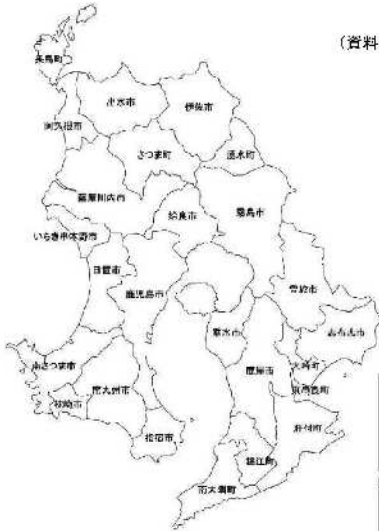 （資料
長島町
出水市
伊佐市
阿久根市
さつま町
湧水町
薩摩川内市
姶良市
霧島市
いちき串木野市
日置市
鹿児島市
曽於市
志布志市
垂水市
大崎町
鹿屋市
東串良町
南さつま市
南九州市
枕崎市
肝付町
指宿市
錦江町
南大隅町